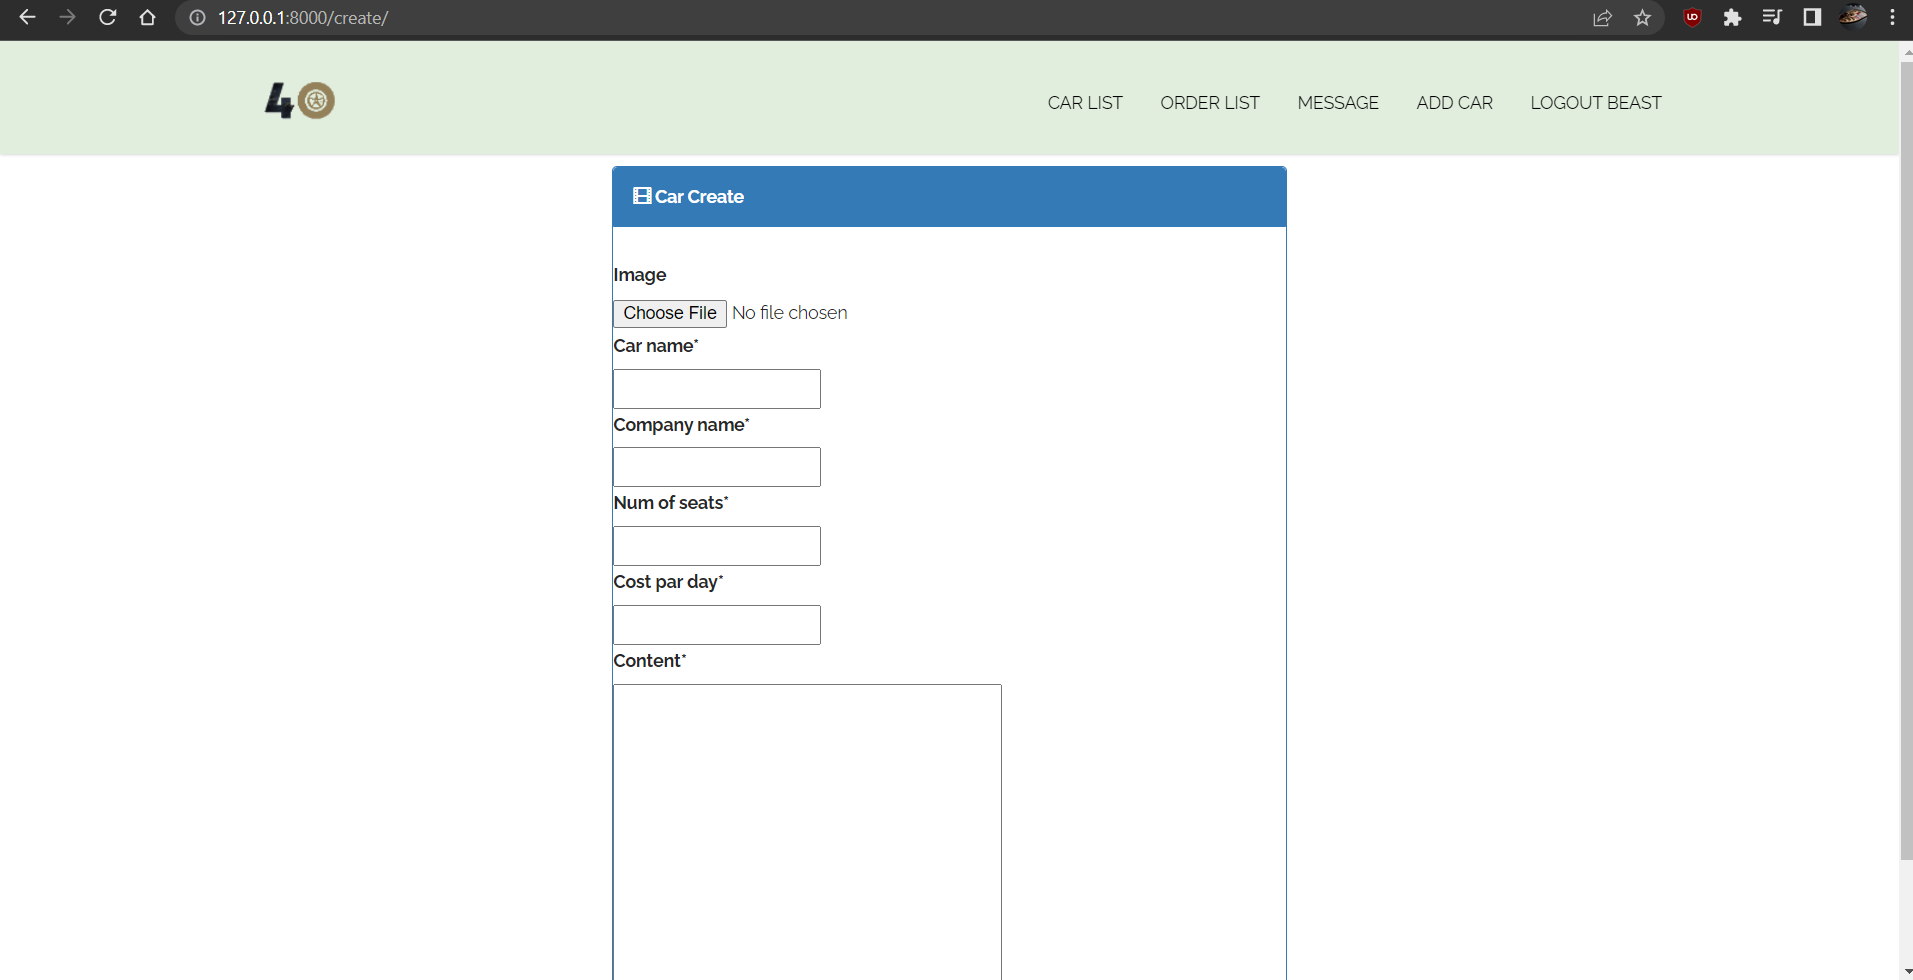 127.0.0.1:8000/create/
40
CAR LIST ORDER LIST MESSAGE ADD CAR LOGOUT BEAST
Car Create
Image
Choose File No file chosen
Car name*
Company name*
Num of seats*
Cost par day*
Content*